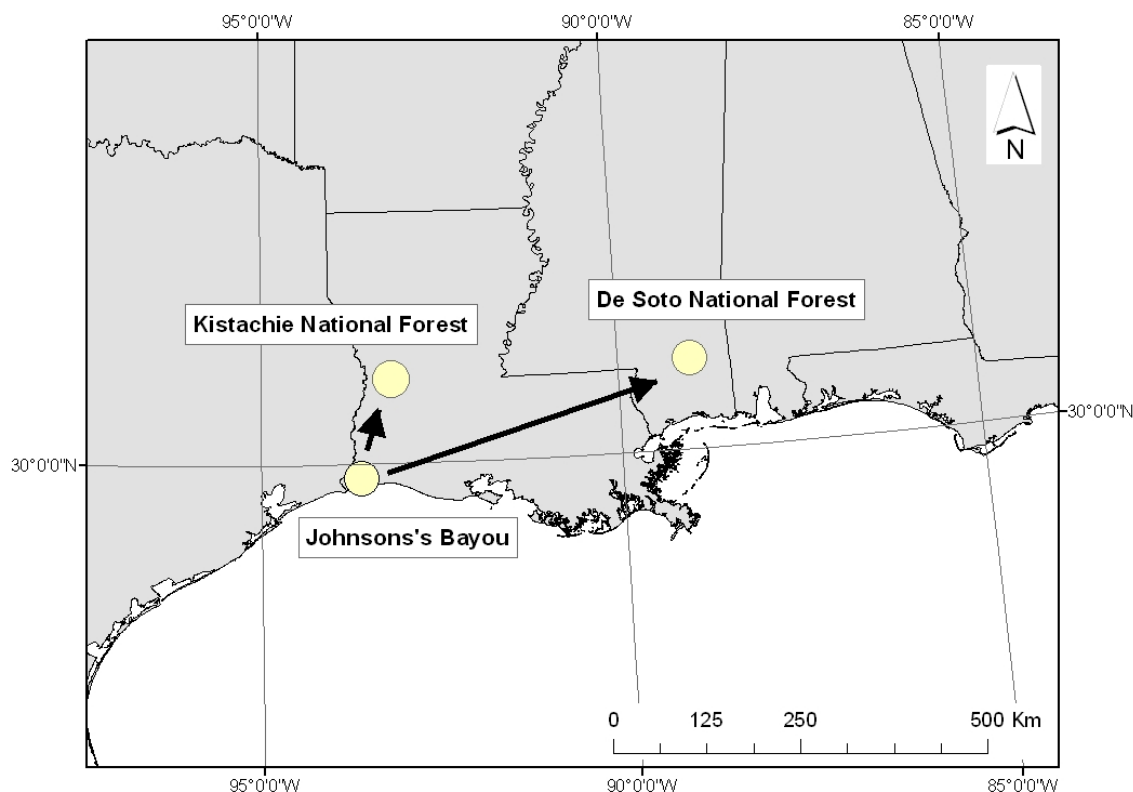 95°0'0"W
90°0'0"W
85°0'0"W
N
De Soto National Forest
Kistachie National Forest
30°0'0"N
30°0'0"N
Johnsons's Bayou
0 125 250 500 Km
95°0'0"W
90°0'0"W
85°0'0"W